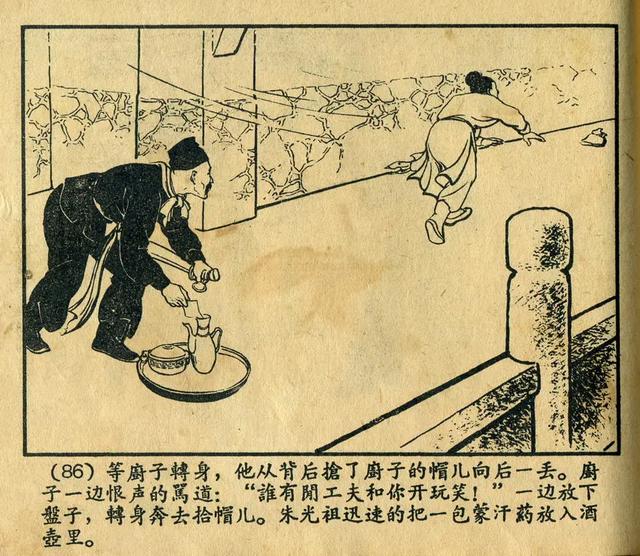 (86) 等廚子轉身，他从背后搶了廚子的帽儿向后一丢。廚
子一边恨声的罵道：“誰有閒工夫和你开玩笑！”一边放下
盤子，轉身奔去拾帽儿。朱光祖迅速的把一包蒙汗葯放入酒
壺里。